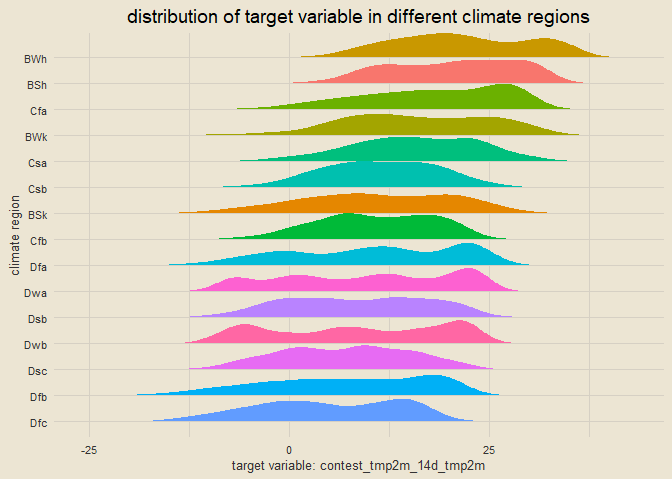 distribution of target variable in different climate regions
climate region
BWh
BSh
Cfa
BWk
Csa
Csb
BSk
Cfb
Dfa
Dwa
Dsb
Dwb
Dsc
Dfb
Dfc
-25 0 25
target variable: contest_tmp2m_14d_tmp2m